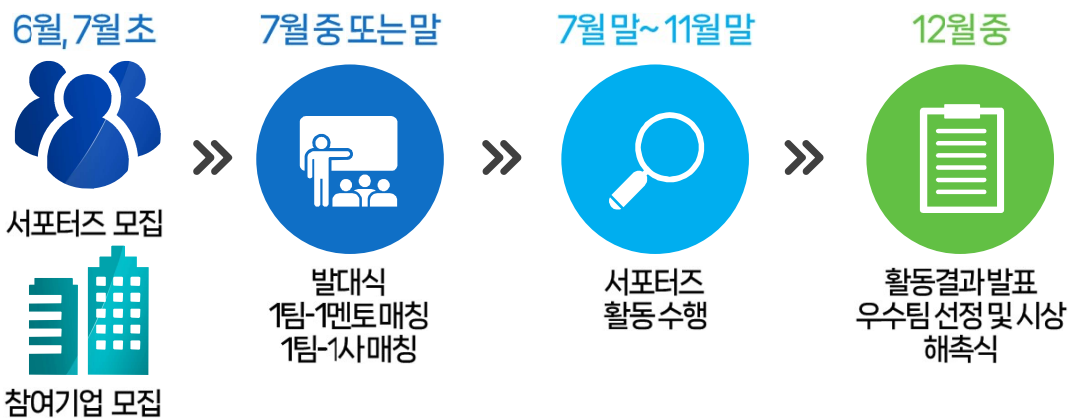 6월, 7월 초
서포터즈 모집
참여기업 모집
7월 중 또는 말
발대식
1팀-1멘토 매칭
1팀-1사 매칭
7월 말~ 11월 말
서포터즈
활동 수행
12월 중
활동결과 발표
우수팀 선정 및 시상
해촉식